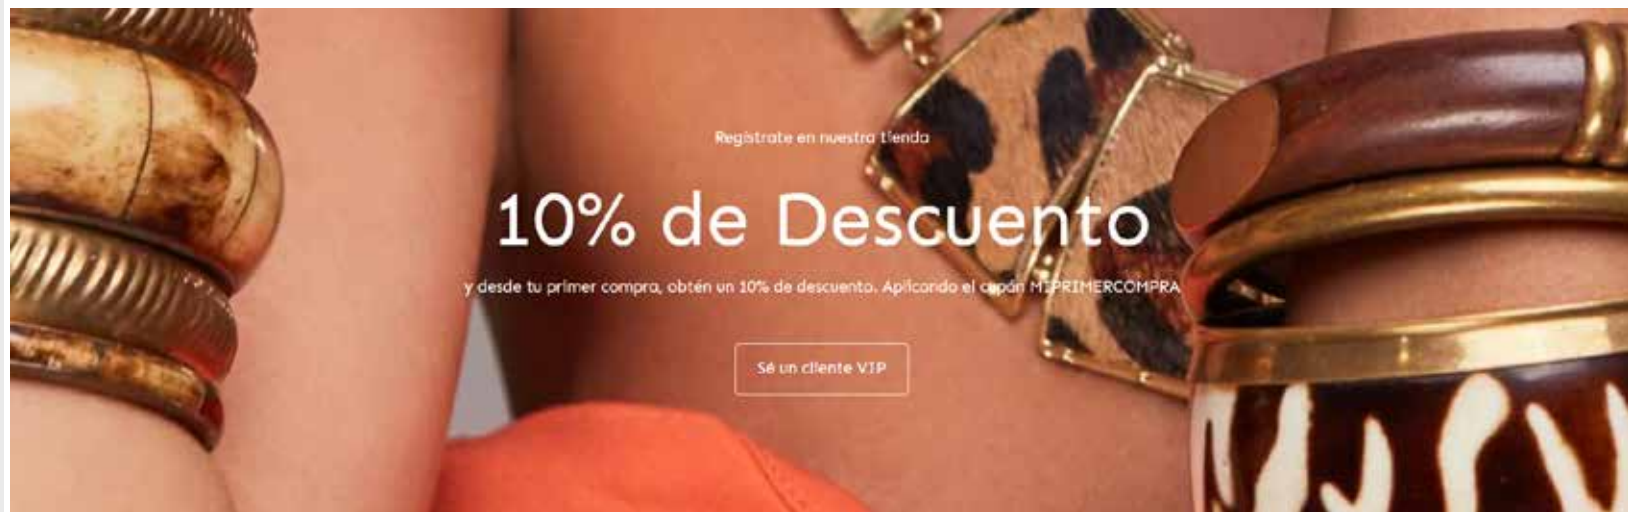 Regístrate en nuestra tienda
10% de Descuento
y desde tu primer compra, obtén un 10% de descuento. Aplicando el cupón MIPRIMERCOMPRA
Sé un cliente VIP